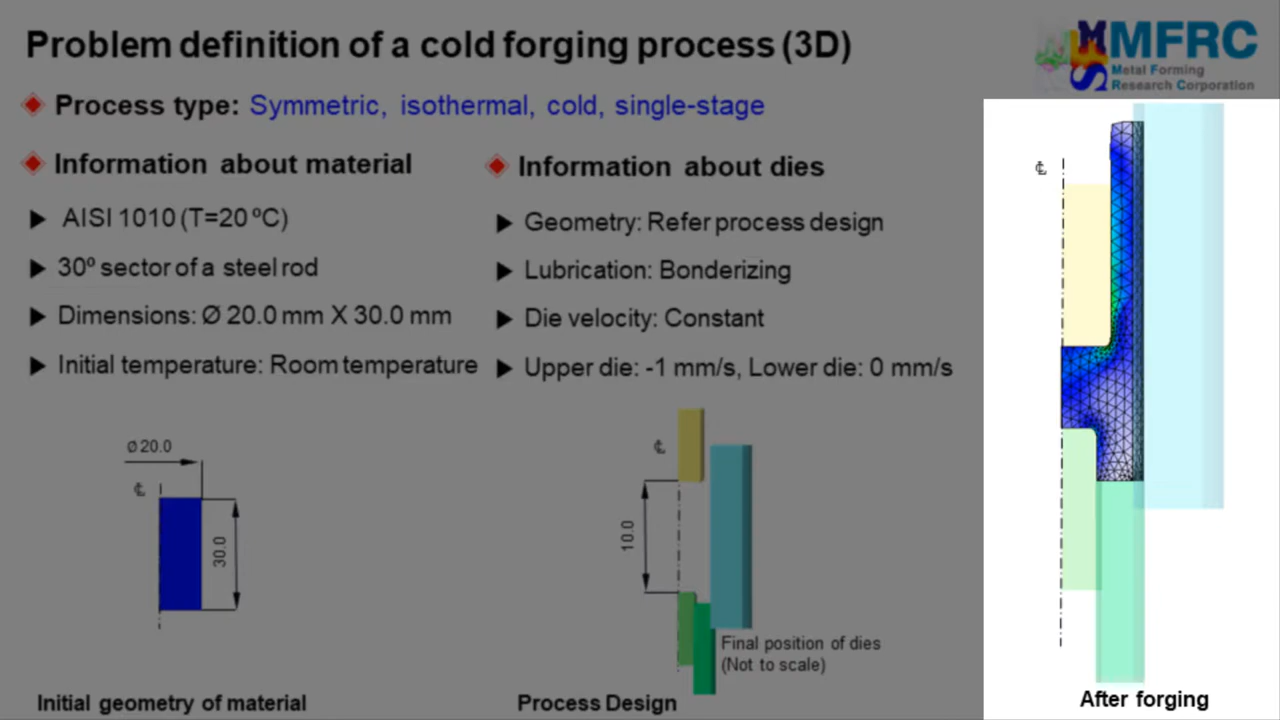 Problem definition of a cold forging process (3D)
MFRC
Metal Forming
Research Corporation
Process type: Symmetric, isothermal, cold, single-stage
Information about material
AISI 1010 (T=20 ºC)
30º sector of a steel rod
Dimensions: Ø 20.0 mm X 30.0 mm
Initial temperature: Room temperature
Information about dies
Geometry: Refer process design
Lubrication: Bonderizing
Die velocity: Constant
Upper die: -1 mm/s, Lower die: 0 mm/s
℄
Ø20.0
℄
30.0
Initial geometry of material
℄
10.0
Final position of dies
(Not to scale)
Process Design
After forging